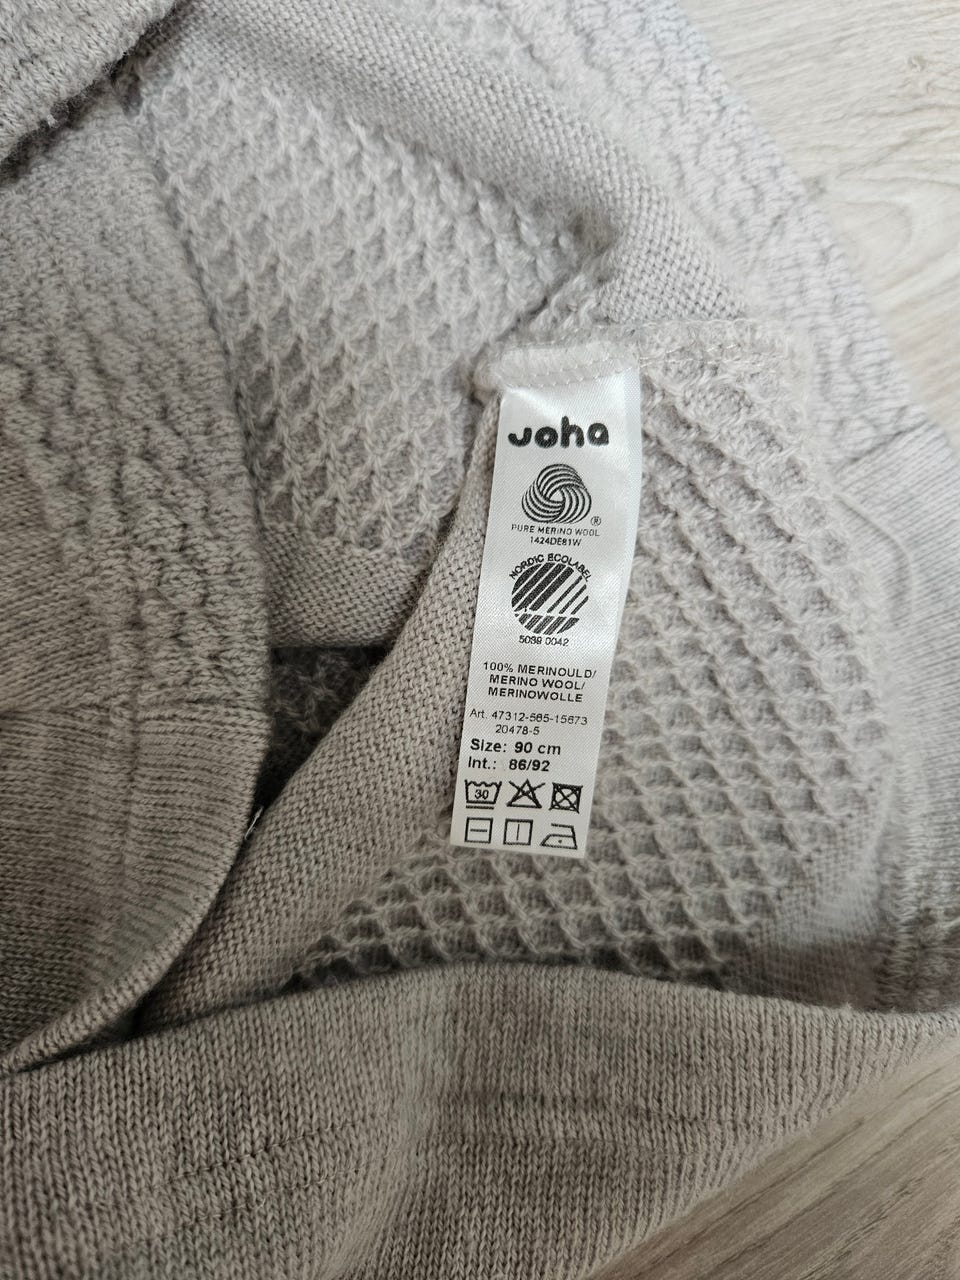 Joha
®
PURE MERINO WOOL
1424DE81W
NORDIC ECOLABEL
5039 0042
100% MERINOULD/
MERINO WOOL/
MERINOWOLLE
Art. 47312-565-15673
20478-5
Size: 90 cm
Int.: 86/92
30